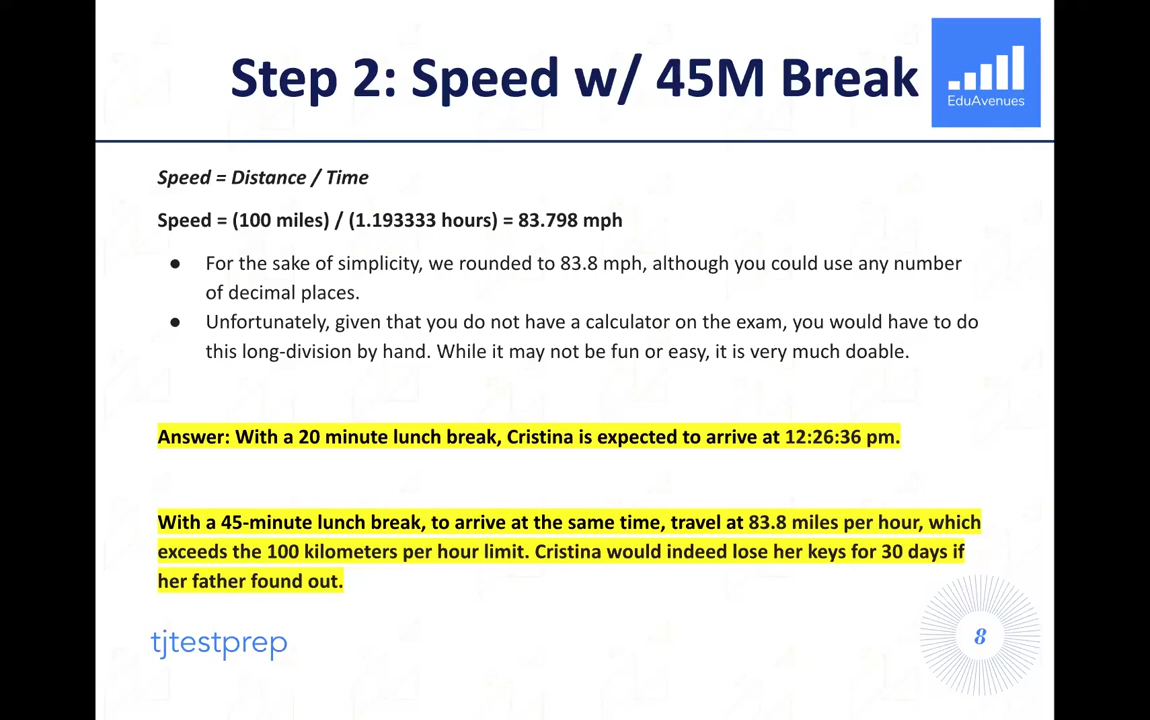 Step 2: Speed w/ 45M Break
EduAvenues
Speed = Distance / Time
Speed = (100 miles) / (1.193333 hours) = 83.798 mph
● For the sake of simplicity, we rounded to 83.8 mph, although you could use any number
of decimal places.
● Unfortunately, given that you do not have a calculator on the exam, you would have to do
this long-division by hand. While it may not be fun or easy, it is very much doable.
Answer: With a 20 minute lunch break, Cristina is expected to arrive at 12:26:36 pm.
With a 45-minute lunch break, to arrive at the same time, travel at 83.8 miles per hour, which
exceeds the 100 kilometers per hour limit. Cristina would indeed lose her keys for 30 days if
her father found out.
tjtestprep
8